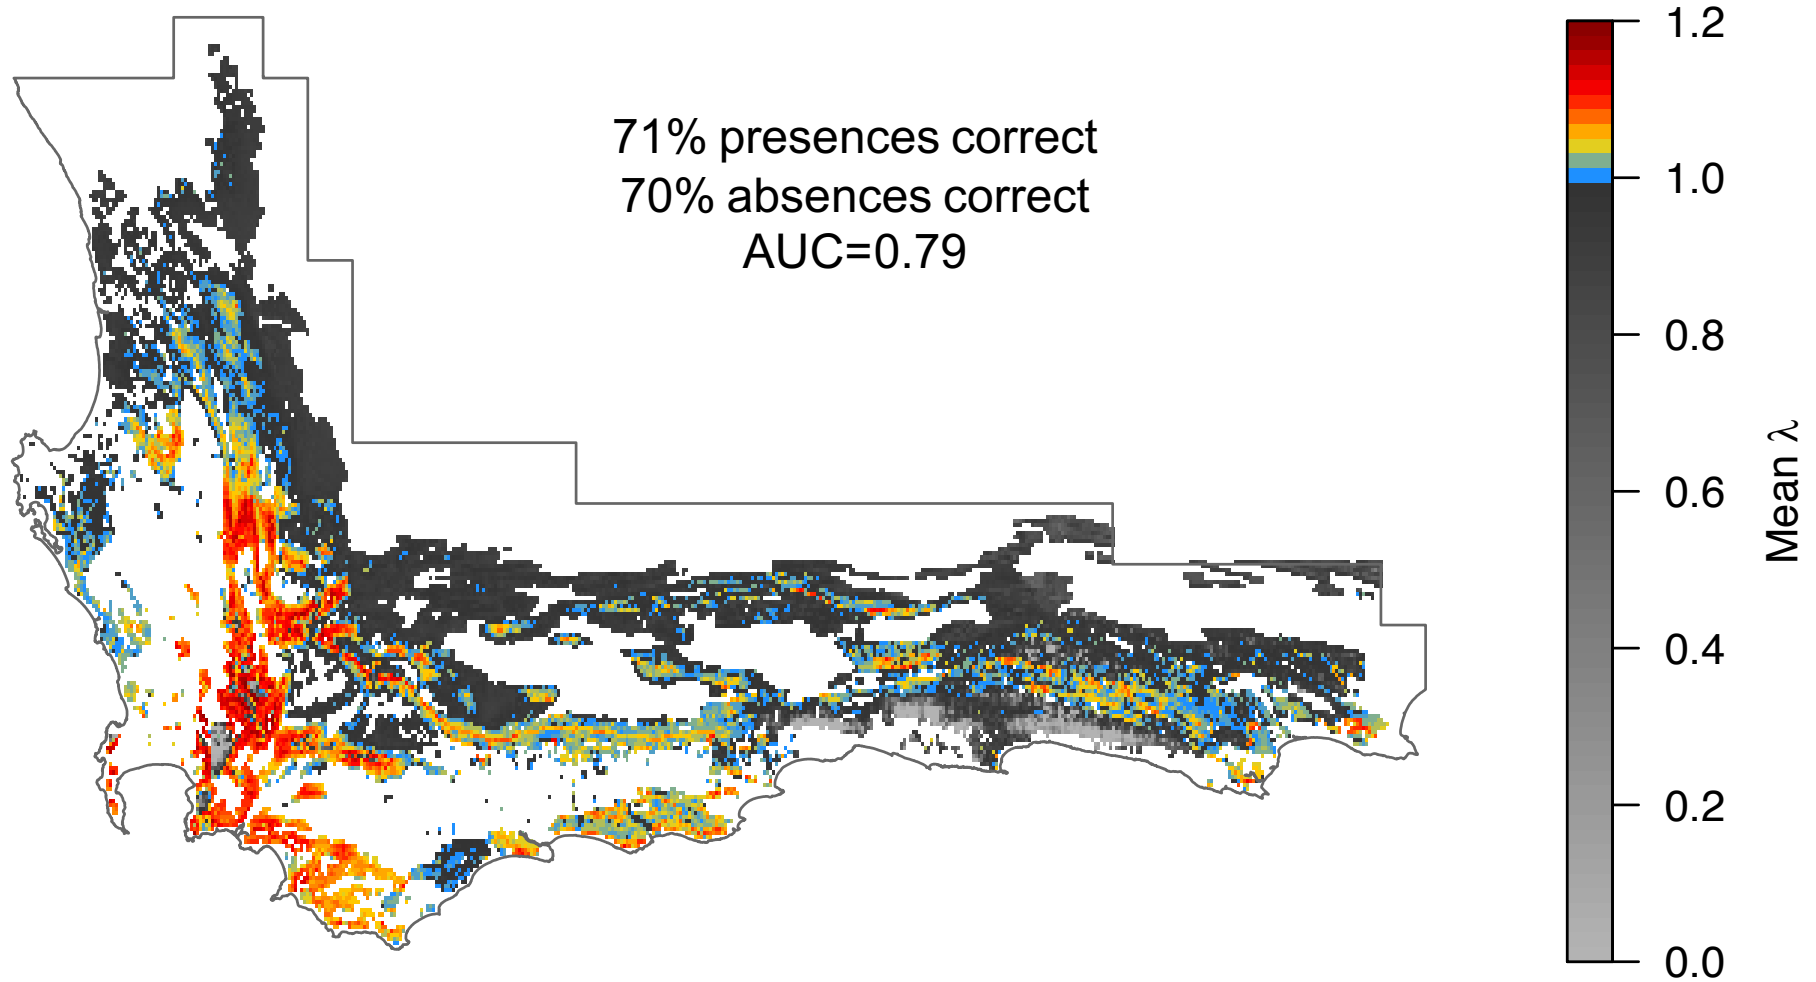 71% presences correct
70% absences correct
AUC=0.79
1.2
1.0
0.8
0.6
0.4
0.2
0.0
Mean λ